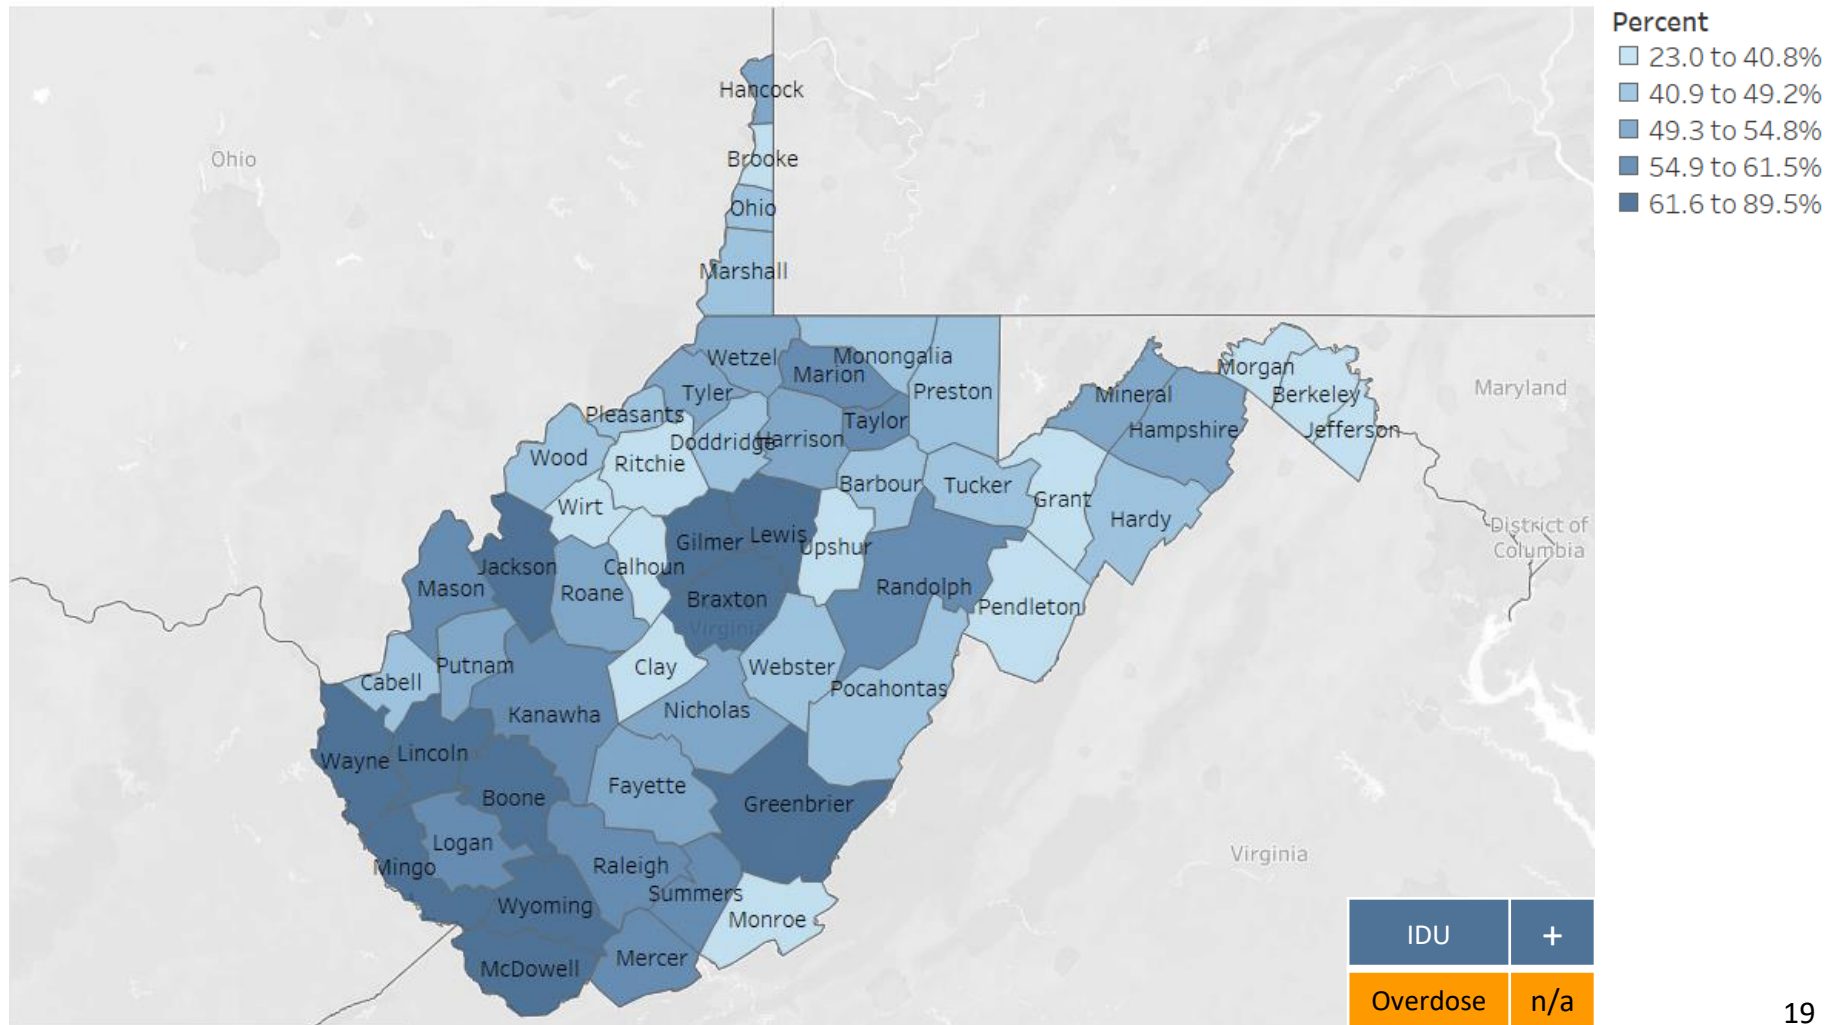 Percent
23.0 to 40.8%
40.9 to 49.2%
49.3 to 54.8%
54.9 to 61.5%
61.6 to 89.5%
Hancock
Ohio
Brooke
Ohio
Marshall
Wetzel
Monongalia
Marion
Morgan
Tyler
Preston
Mineral
Berkeley
Maryland
Pleasants
Taylor
Hampshire
Jefferson
Doddridge
Harrison
Wood
Ritchie
Barbour
Tucker
Grant
Wirt
Hardy
Gilmer
Lewis
Upshur
District of
Columbia
Jackson
Calhoun
Mason
Roane
Braxton
Randolph
Pendleton
Virginia
Putnam
Clay
Webster
Cabell
Pocahontas
Kanawha
Nicholas
Wayne
Lincoln
Boone
Fayette
Greenbrier
Logan
Virginia
Mingo
Raleigh
Summers
Wyoming
Monroe
McDowell
Mercer
IDU +
Overdose n/a
19